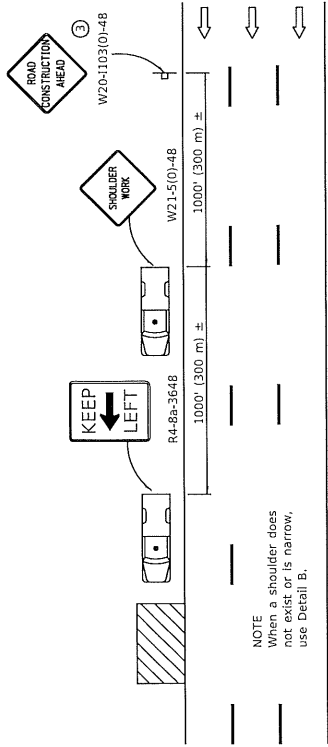 ROAD
CONSTRUCTION
AHEAD
3
W20-I103(0)-48
SHOULDER
WORK
W21-5(0)-48
1000' (300 m) ±
KEEP
LEFT
R4-8a-3648
1000' (300 m) ±
NOTE
When a shoulder does
not exist or is narrow,
use Detail B.